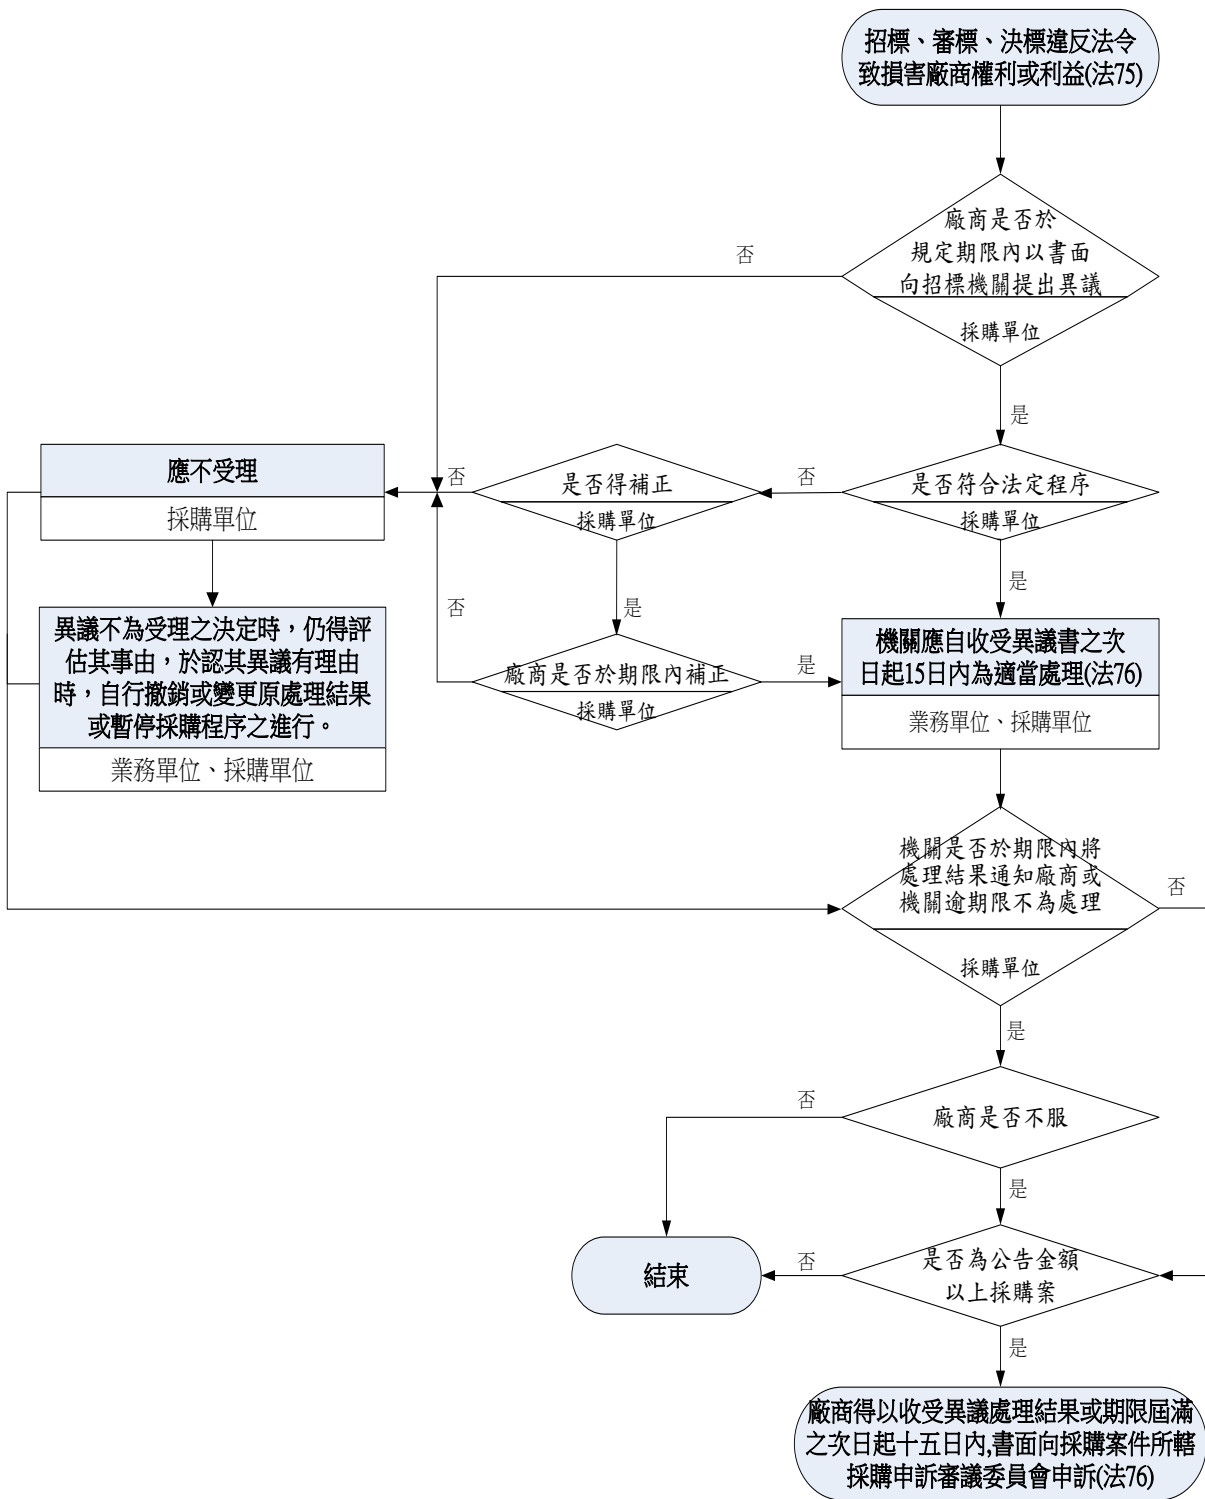 招標、審標、決標違反法令
致損害廠商權利或利益(法75)
廠商是否於
規定期限內以書面
向招標機關提出異議
採購單位
否
是
應不受理
採購單位
否
是否得補正
採購單位
否
是否符合法定程序
採購單位
是
異議不為受理之決定時，仍得評
估其事由，於認其異議有理由
時，自行撤銷或變更原處理結果
或暫停採購程序之進行。
業務單位、採購單位
否
是
廠商是否於期限內補正
採購單位
是
機關應自收受異議書之次
日起15日內為適當處理(法76)
業務單位、採購單位
機關是否於期限內將
處理結果通知廠商或
機關逾期限不為處理
採購單位
否
是
否
廠商是否不服
是
結束
否
是否為公告金額
以上採購案
是
廠商得以收受異議處理結果或期限屆滿
之次日起十五日內,書面向採購案件所轄
採購申訴審議委員會申訴(法76)